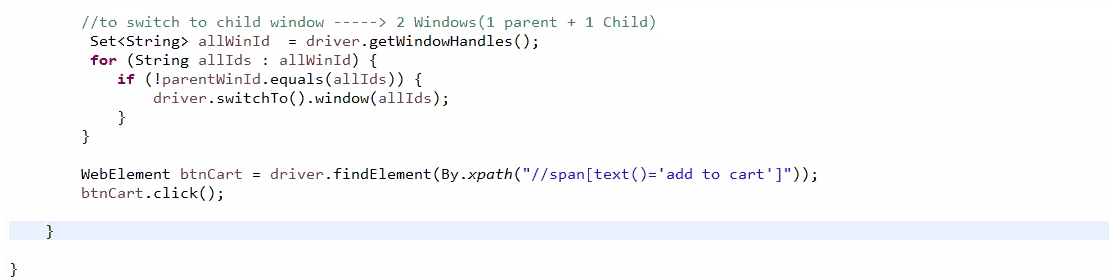 //to switch to child window -----> 2 Windows(1 parent + 1 Child)
Set<String> allWinId  = driver.getWindowHandles();
for (String allIds : allWinId) {
if (!parentWinId.equals(allIds)) {
driver.switchTo().window(allIds);
}
}
WebElement btnCart = driver.findElement(By.xpath("//span[text()='add to cart']"));
btnCart.click();
}
}